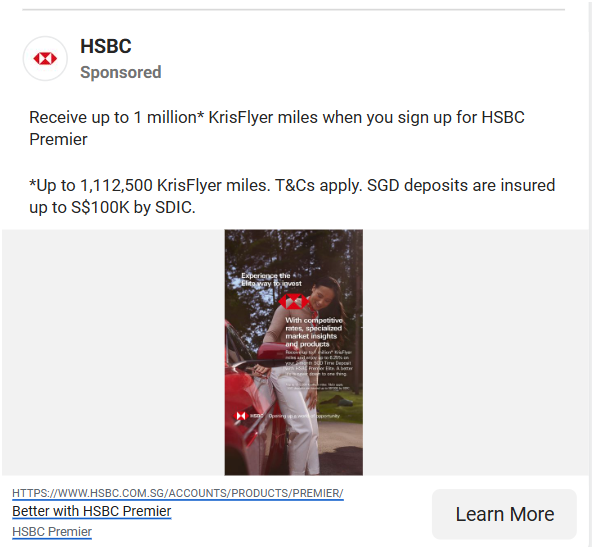 HSBC
Sponsored
Receive up to 1 million* KrisFlyer miles when you sign up for HSBC
Premier
*Up to 1,112,500 KrisFlyer miles. T&Cs apply. SGD deposits are insured
up to S$100K by SDIC.
Experience the
Elite way to invest
With competitive
rates, specialized
market insights
and products
HSBC
Opening up a world of opportunity
HTTPS://WWW.HSBC.COM.SG/ACCOUNTS/PRODUCTS/PREMIER/
Better with HSBC Premier
HSBC Premier
Learn More